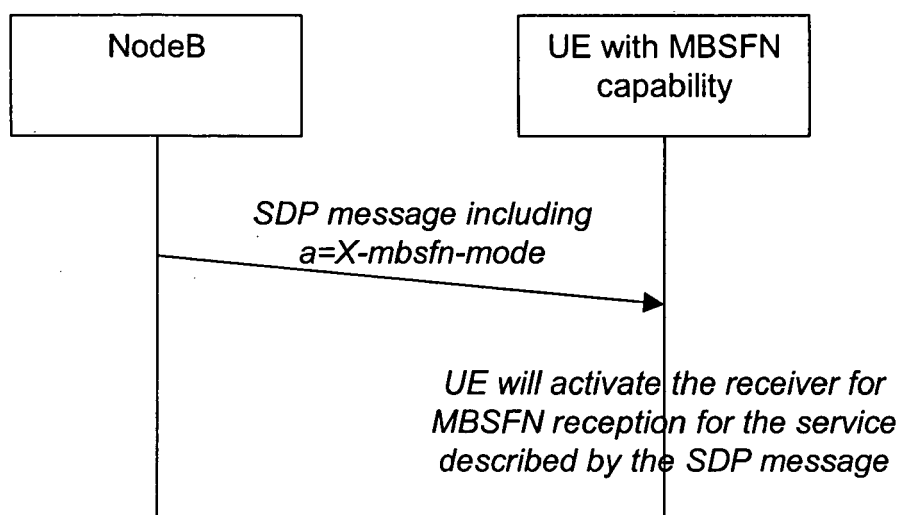 NodeB
UE with MBSFN
capability
SDP message including
a=X-mbsfn-mode
UE will activate the receiver for
MBSFN reception for the service
described by the SDP message